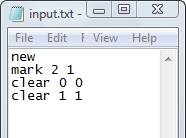 input.txt -
File Edit F View Help
new
mark 2 1
clear 0 0
clear 1 1